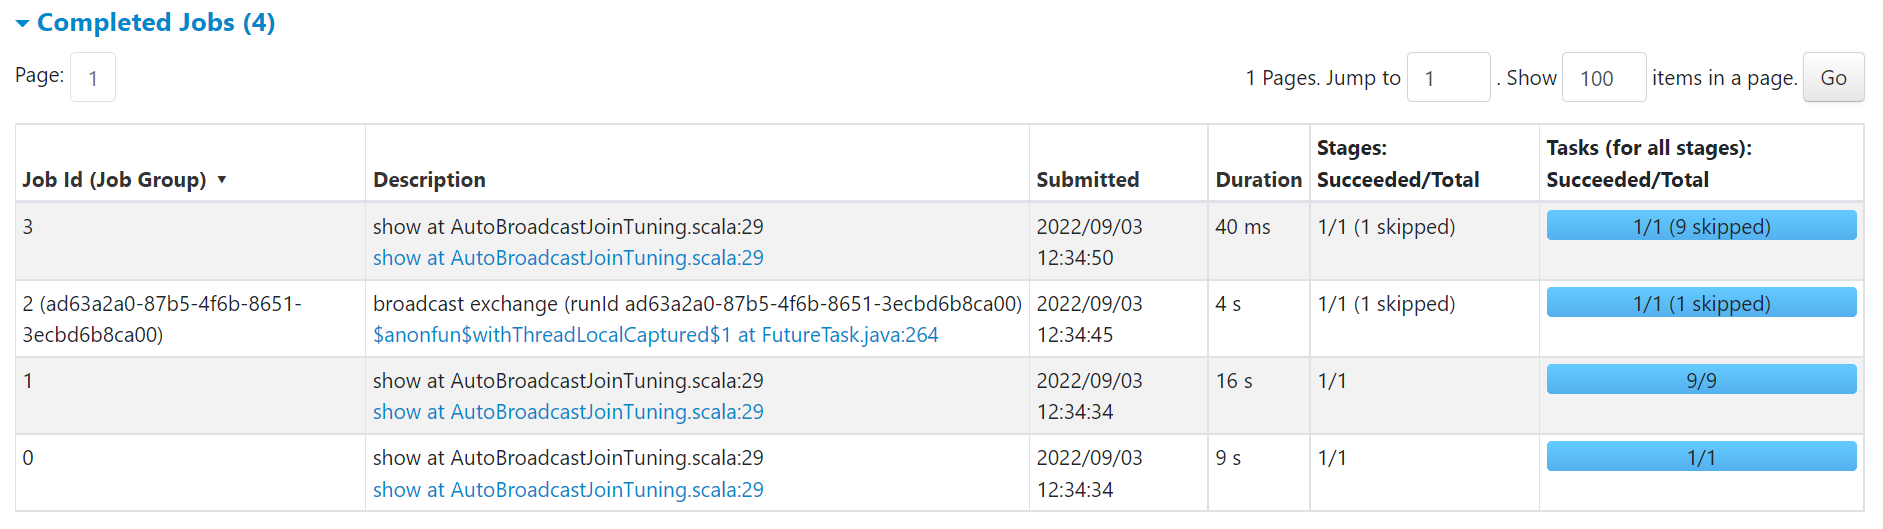 Completed Jobs (4)
Page: 1
1 Pages. Jump to 1 . Show 100 items in a page. Go
Job Id (Job Group) ▼ Description Submitted Duration Stages: Succeeded/Total Tasks (for all stages): Succeeded/Total
3 show at AutoBroadcastJoinTuning.scala:29 2022/09/03 40 ms 1/1 (1 skipped) 1/1 (9 skipped)
show at AutoBroadcastJoinTuning.scala:29 12:34:50
2 (ad63a2a0-87b5-4f6b-8651- broadcast exchange (runId ad63a2a0-87b5-4f6b-8651-3ecbd6b8ca00) 2022/09/03 4 s 1/1 (1 skipped) 1/1 (1 skipped)
3ecbd6b8ca00) $anonfun$withThreadLocalCaptured$1 at FutureTask.java:264 12:34:45
1 show at AutoBroadcastJoinTuning.scala:29 2022/09/03 16 s 1/1 9/9
show at AutoBroadcastJoinTuning.scala:29 12:34:34
0 show at AutoBroadcastJoinTuning.scala:29 2022/09/03 9 s 1/1 1/1
show at AutoBroadcastJoinTuning.scala:29 12:34:34